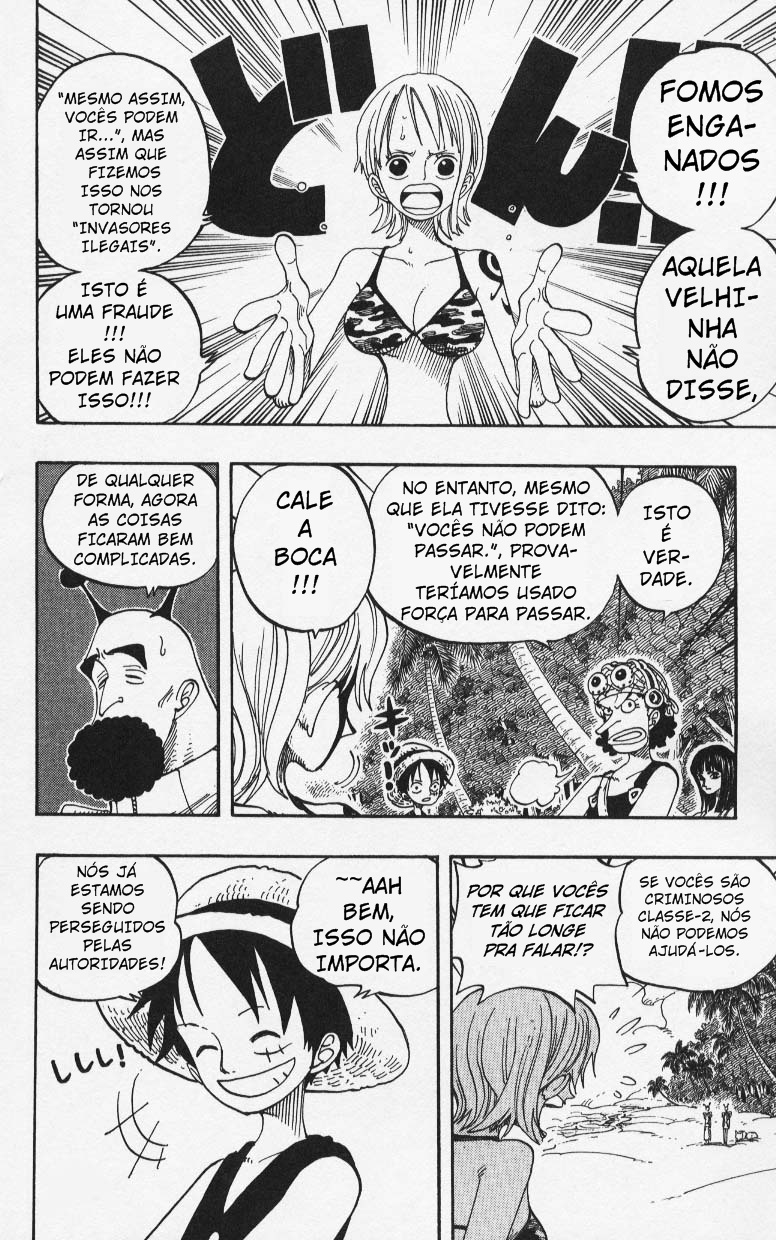 FOMOS
ENGA-
NADOS
!!!
AQUELA
VELHI-
NHA
NÃO
DISSE,
どん!!
"MESMO ASSIM,
VOCÊS PODEM
IR...", MAS
ASSIM QUE
FIZEMOS
ISSO NOS
TORNOU
"INVASORES
ILEGAIS".
ISTO É
UMA FRAUDE
!!!
ELES NÃO
PODEM FAZER
ISSO!!!
ISTO
É
VER-
DADE.
NO ENTANTO, MESMO
QUE ELA TIVESSE DITO:
"VOCÊS NÃO PODEM
PASSAR.", PROVA-
VELMENTE
TERÍAMOS USADO
FORÇA PARA PASSAR.
CALE
A
BOCA
!!!
DE QUALQUER
FORMA, AGORA
AS COISAS
FICARAM BEM
COMPLICADAS.
SE VOCÊS SÃO
CRIMINOSOS
CLASSE-2, NÓS
NÃO PODEMOS
AJUDÁ-LOS.
POR QUE VOCÊS
TEM QUE FICAR
TÃO LONGE
PRA FALAR!?
~~AAH
BEM,
ISSO NÃO
IMPORTA.
NÓS JÁ
ESTAMOS
SENDO
PERSEGUIDOS
PELAS
AUTORIDADES!